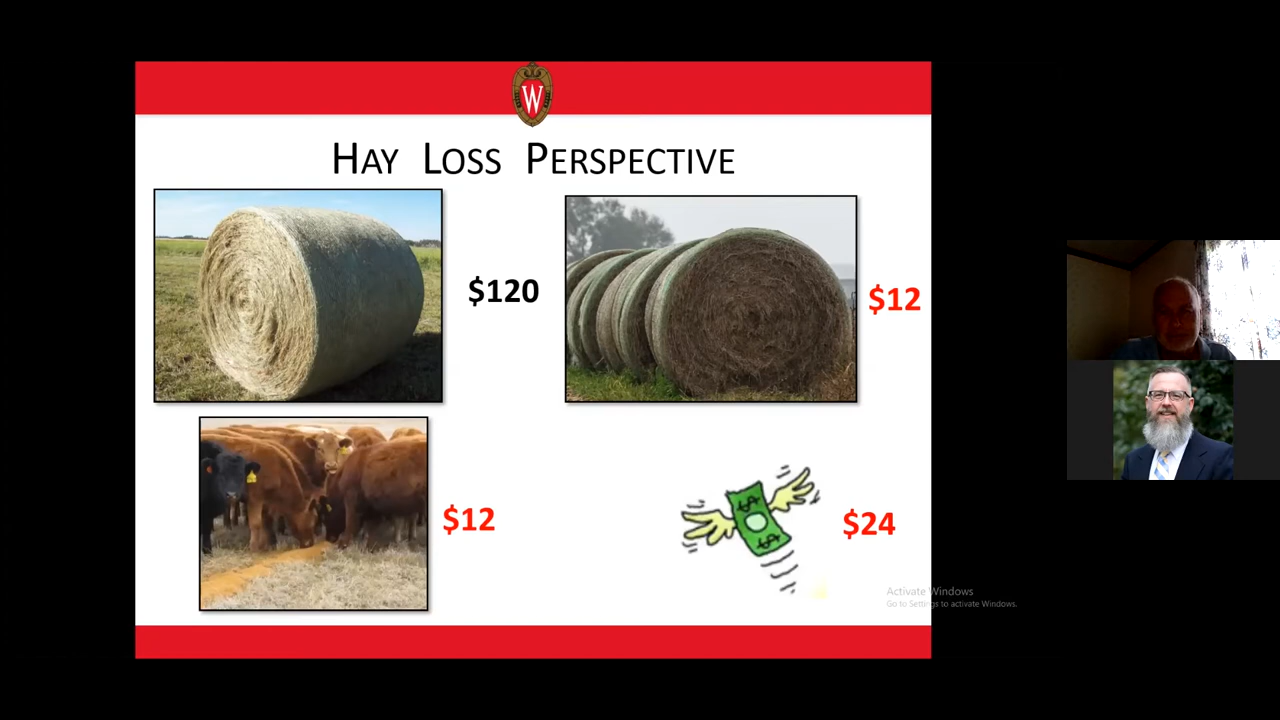 W
HAY LOSS PERSPECTIVE
$120
$12
$12
$24
Activate Windows
Go to Settings to activate Windows.